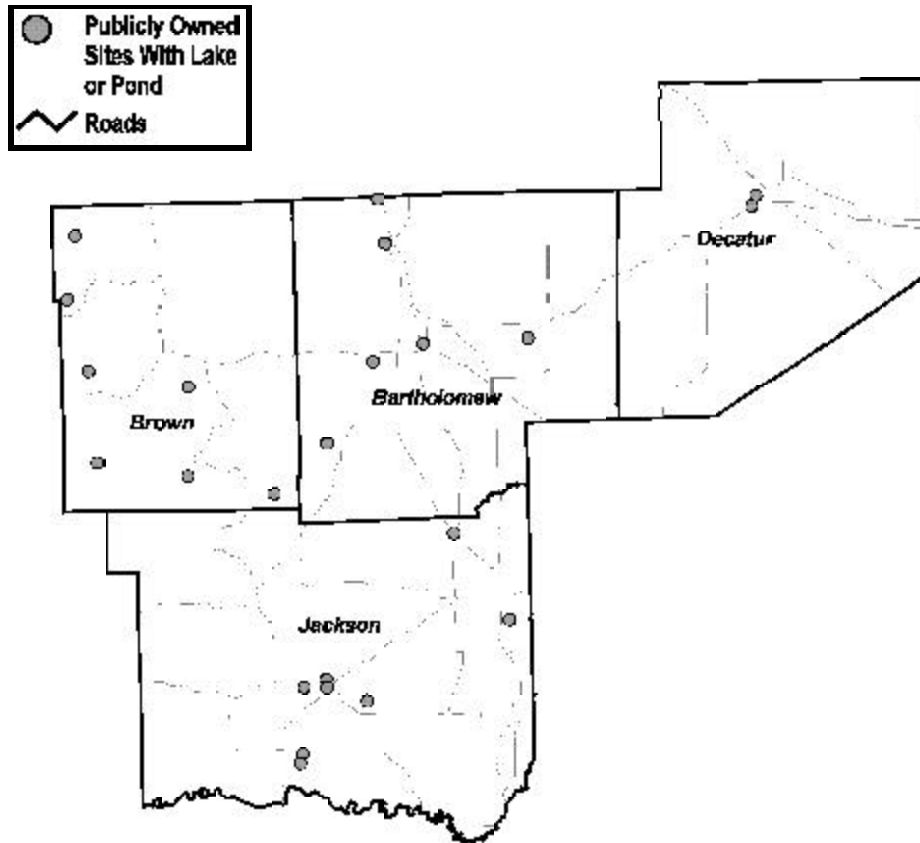 Publicly Owned
Sites With Lake
or Pond
Roads
Decatur
Bartholomew
Brown
Jackson